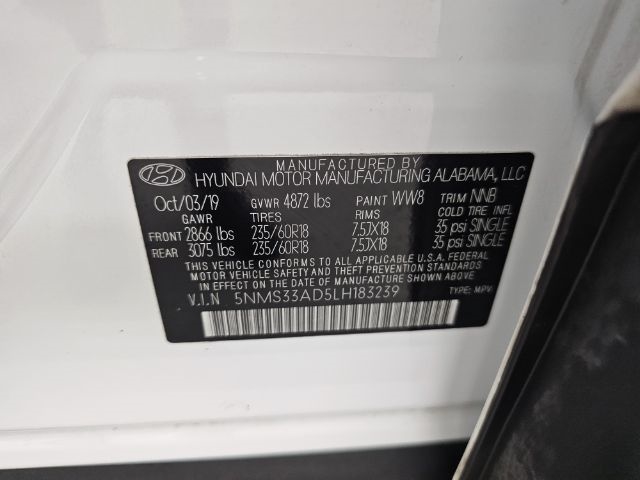 MANUFACTURED BY
HYUNDAI MOTOR MANUFACTURING ALABAMA, LLC
Oct/03/19 GVWR 4872 lbs PAINT WW8 TRIM NNB
GAWR TIRES RIMS COLD TIRE INFL
FRONT 2866 lbs 235/60R18 7.5JX18 35 psi SINGLE
REAR 3075 lbs 235/60R18 7.5JX18 35 psi SINGLE
THIS VEHICLE CONFORMS TO ALL APPLICABLE U.S.A. FEDERAL
MOTOR VEHICLE SAFETY AND THEFT PREVENTION STANDARDS
IN EFFECT ON THE DATE OF MANUFACTURE SHOWN ABOVE.
V.I.N 5NMS33AD5LH183239 TYPE: MPV